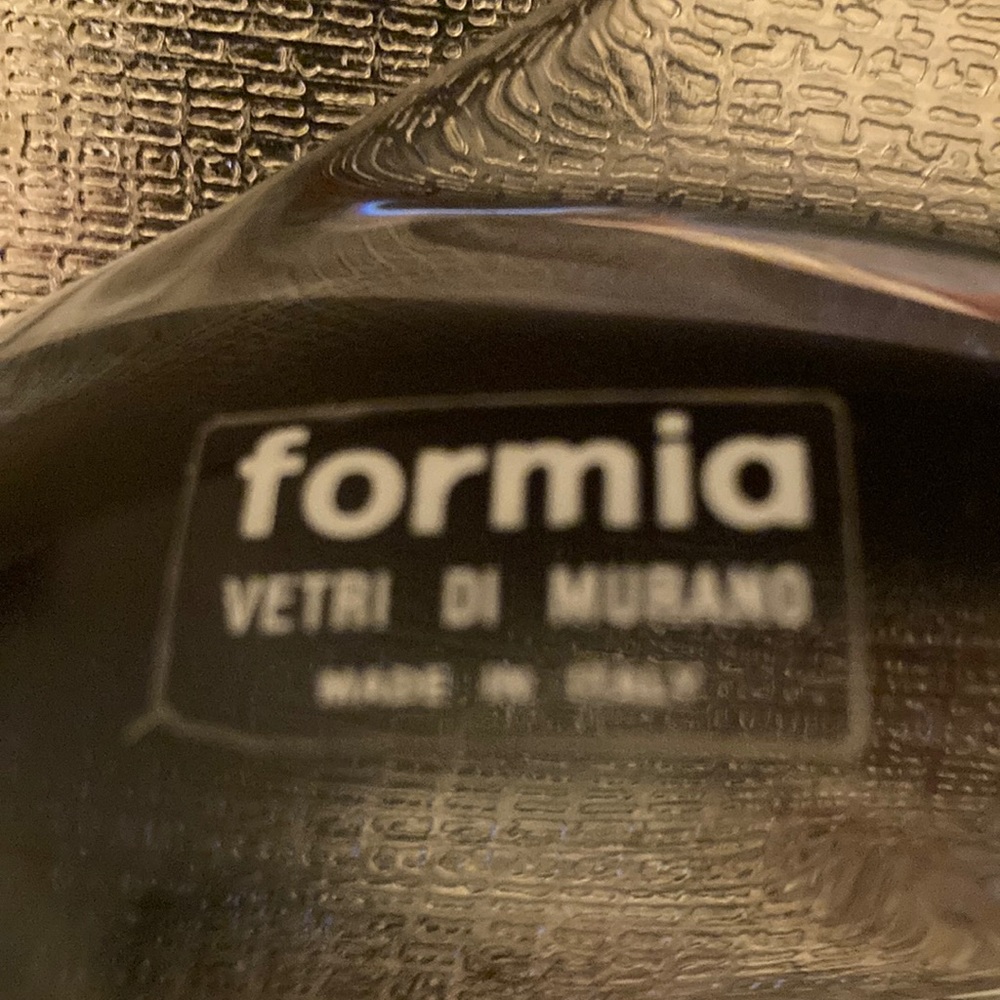 formia
VETRI DI MURANO
MADE IN ITALY